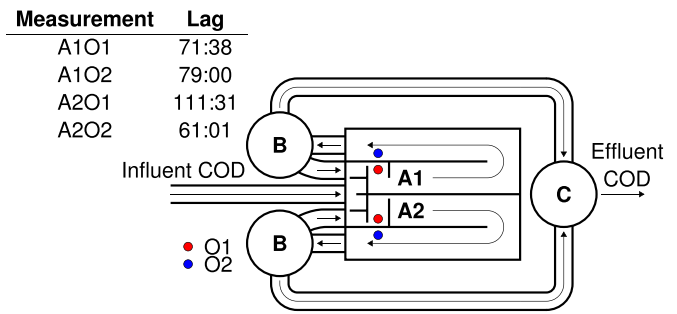 Measurement Lag
A1O1 71:38
A1O2 79:00
A2O1 111:31
A2O2 61:01
B
Influent COD
A1
A2
B
C
Effluent
COD
O1
O2